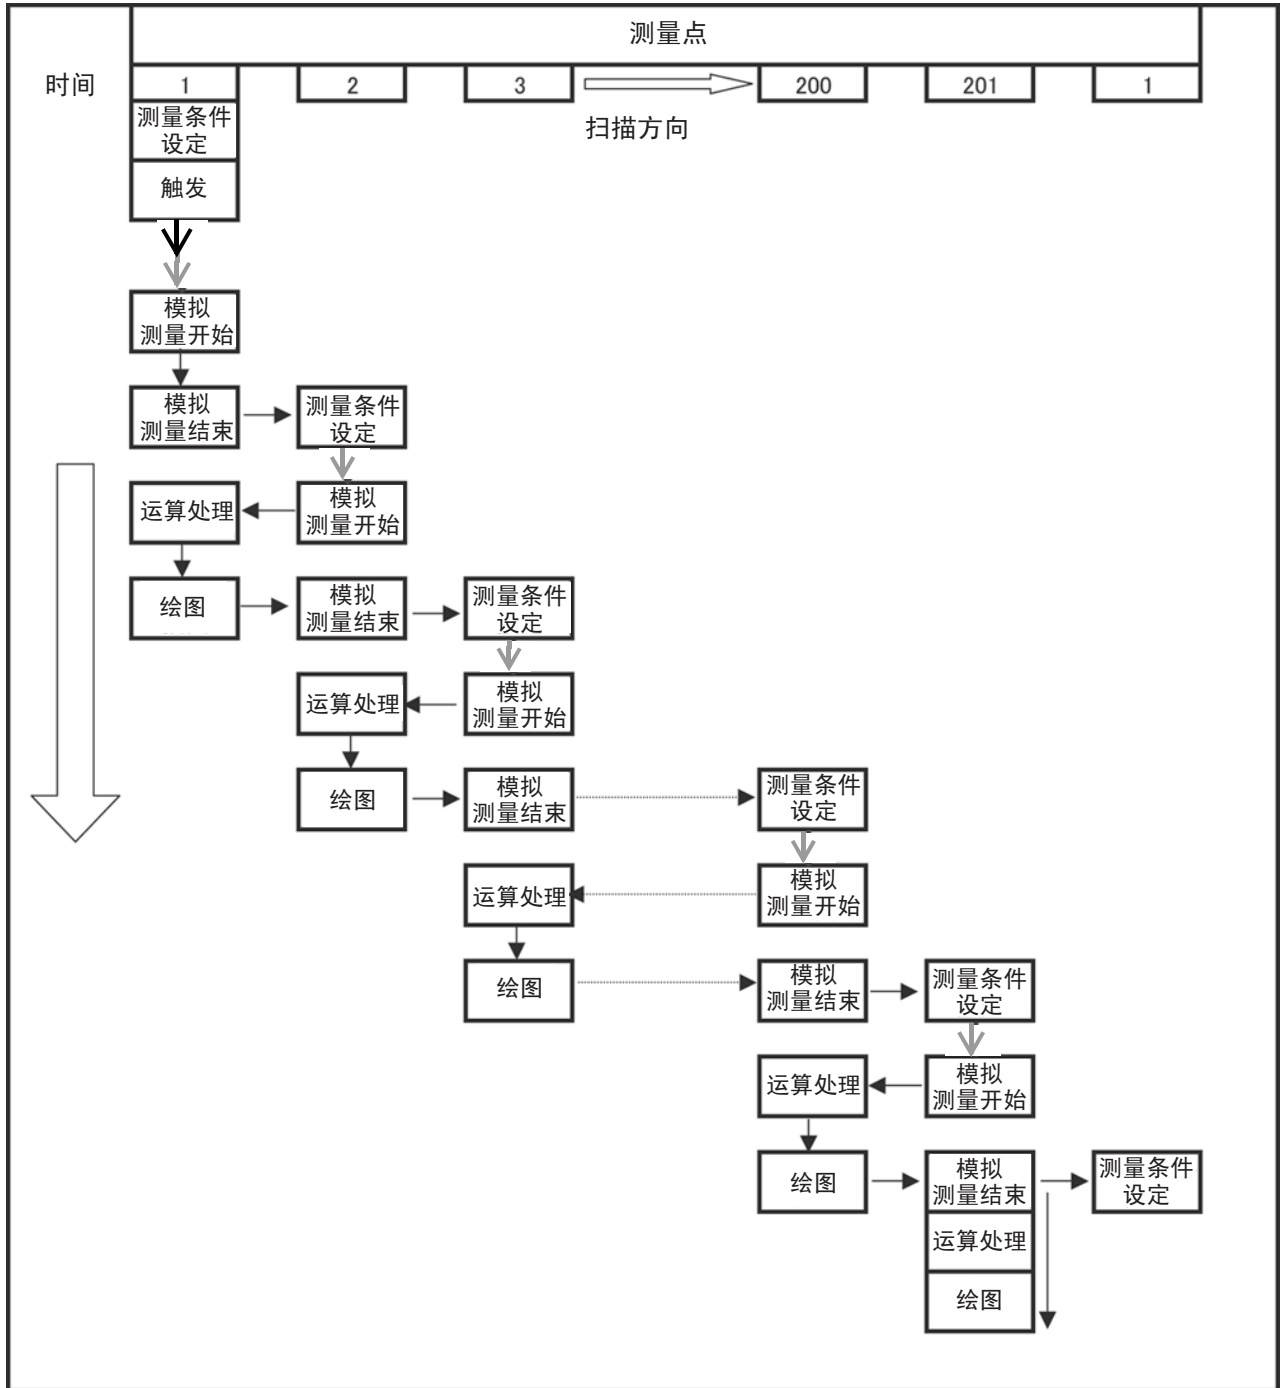 测量点
时间
1
2
3
200
201
1
扫描方向
测量条件
设定
触发
模拟
测量开始
模拟
测量结束
测量条件
设定
运算处理
模拟
测量开始
绘图
模拟
测量结束
测量条件
设定
运算处理
模拟
测量开始
绘图
模拟
测量结束
测量条件
设定
运算处理
模拟
测量开始
绘图
模拟
测量结束
测量条件
设定
运算处理
模拟
测量开始
绘图
模拟
测量结束
测量条件
设定
运算处理
绘图